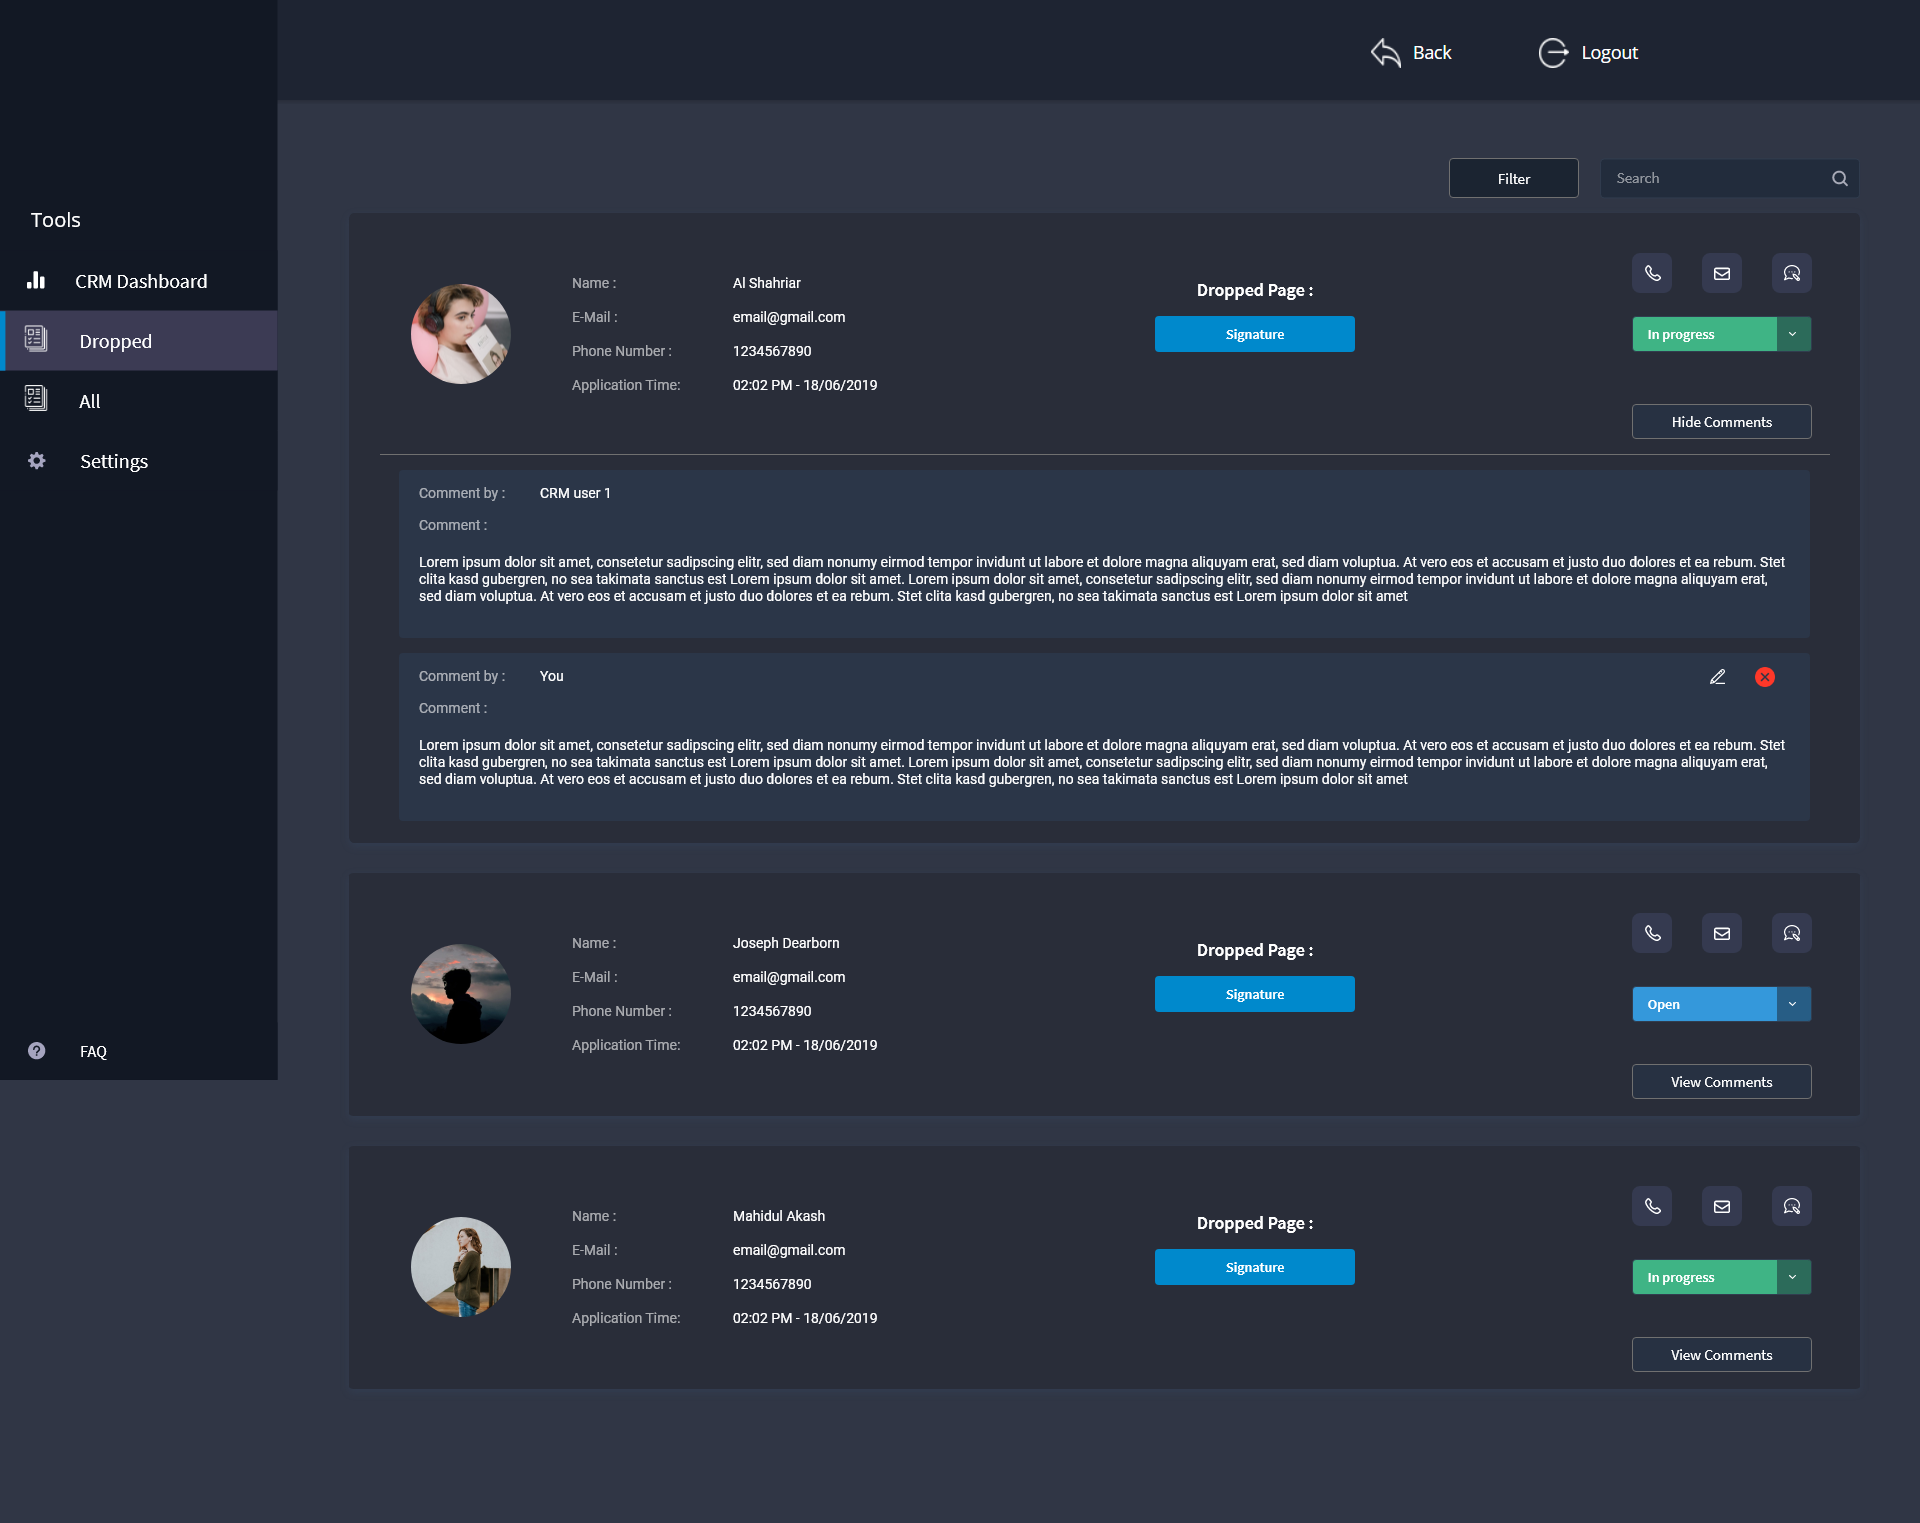 Back
Logout
Filter
Search
Tools
CRM Dashboard
Dropped
All
Settings
FAQ
Name :
Al Shahriar
E-Mail :
email@gmail.com
Phone Number :
1234567890
Application Time:
02:02 PM - 18/06/2019
Dropped Page :
Signature
In progress
Hide Comments
Comment by :
CRM user 1
Comment :
Lorem ipsum dolor sit amet, consetetur sadipscing elitr, sed diam nonumy eirmod tempor invidunt ut labore et dolore magna aliquyam erat, sed diam voluptua. At vero eos et accusam et justo duo dolores et ea rebum. Stet
clita kasd gubergren, no sea takimata sanctus est Lorem ipsum dolor sit amet. Lorem ipsum dolor sit amet, consetetur sadipscing elitr, sed diam nonumy eirmod tempor invidunt ut labore et dolore magna aliquyam erat,
sed diam voluptua. At vero eos et accusam et justo duo dolores et ea rebum. Stet clita kasd gubergren, no sea takimata sanctus est Lorem ipsum dolor sit amet
Comment by :
You
Comment :
Lorem ipsum dolor sit amet, consetetur sadipscing elitr, sed diam nonumy eirmod tempor invidunt ut labore et dolore magna aliquyam erat, sed diam voluptua. At vero eos et accusam et justo duo dolores et ea rebum. Stet
clita kasd gubergren, no sea takimata sanctus est Lorem ipsum dolor sit amet. Lorem ipsum dolor sit amet, consetetur sadipscing elitr, sed diam nonumy eirmod tempor invidunt ut labore et dolore magna aliquyam erat,
sed diam voluptua. At vero eos et accusam et justo duo dolores et ea rebum. Stet clita kasd gubergren, no sea takimata sanctus est Lorem ipsum dolor sit amet
Name :
Joseph Dearborn
E-Mail :
email@gmail.com
Phone Number :
1234567890
Application Time:
02:02 PM - 18/06/2019
Dropped Page :
Signature
Open
View Comments
Name :
Mahidul Akash
E-Mail :
email@gmail.com
Phone Number :
1234567890
Application Time:
02:02 PM - 18/06/2019
Dropped Page :
Signature
In progress
View Comments